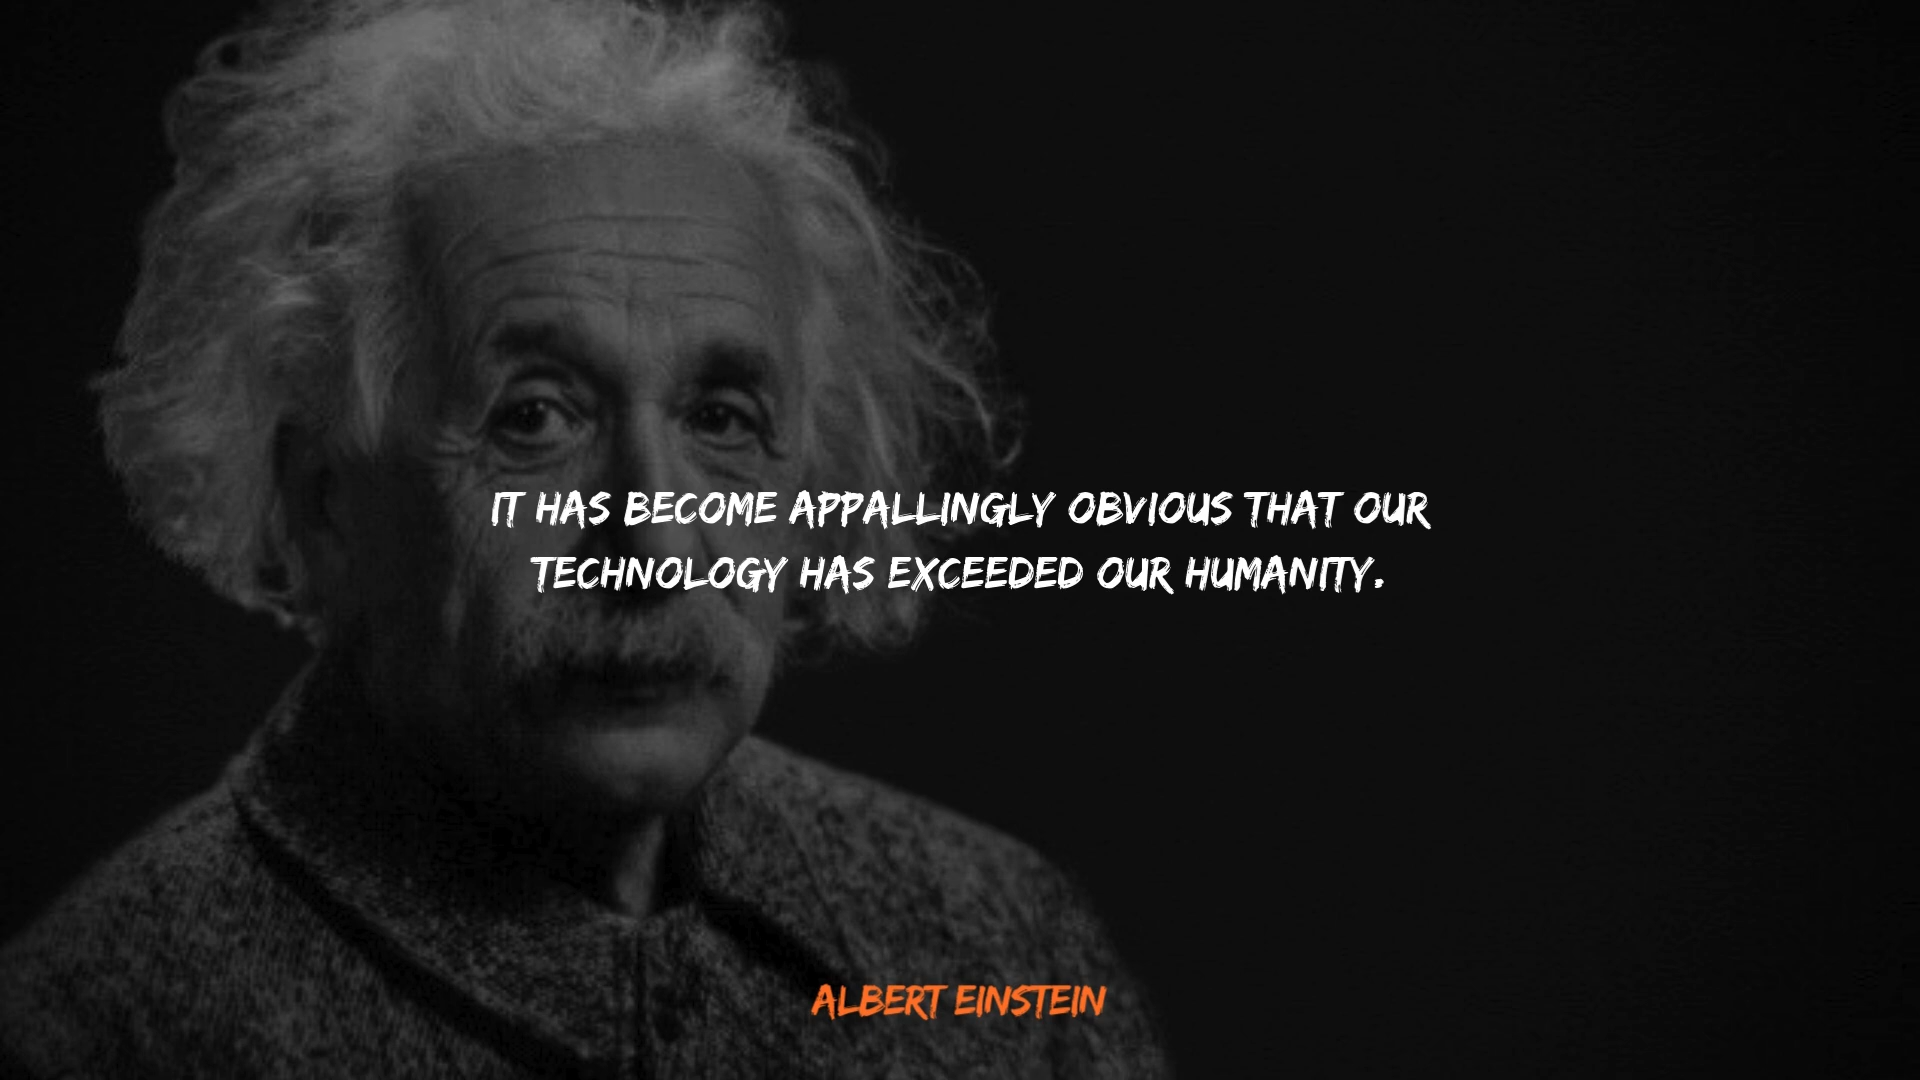 IT HAS BECOME APPALLINGLY OBVIOUS THAT OUR
TECHNOLOGY HAS EXCEEDED OUR HUMANITY.
ALBERT EINSTEIN